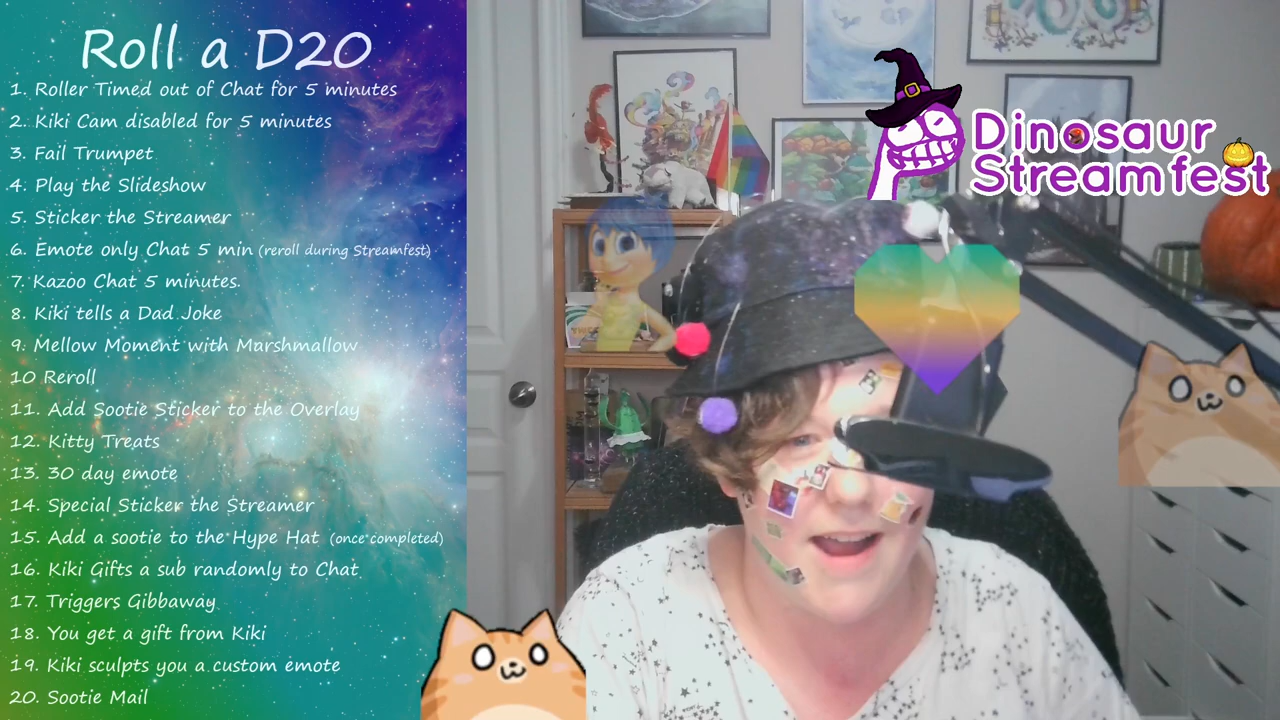 Roll a D20
1. Roller Timed out of Chat for 5 minutes
2. Kiki Cam disabled for 5 minutes
3. Fail Trumpet
4. Play the Slideshow
5. Sticker the Streamer
6. Emote only Chat 5 min (reroll during Streamfest)
7. Kazoo Chat 5 minutes.
8. Kiki tells a Dad Joke
9. Mellow Moment with Marshmallow
10 Reroll
11. Add Sootie Sticker to the Overlay
12. Kitty Treats
13. 30 day emote
14. Special Sticker the Streamer
15. Add a sootie to the Hype Hat (once completed)
16. Kiki Gifts a sub randomly to Chat
17. Triggers Gibbaway
18. You get a gift from Kiki
19. Kiki sculpts you a custom emote
20. Sootie Mail
Dinosaur
Streamfest